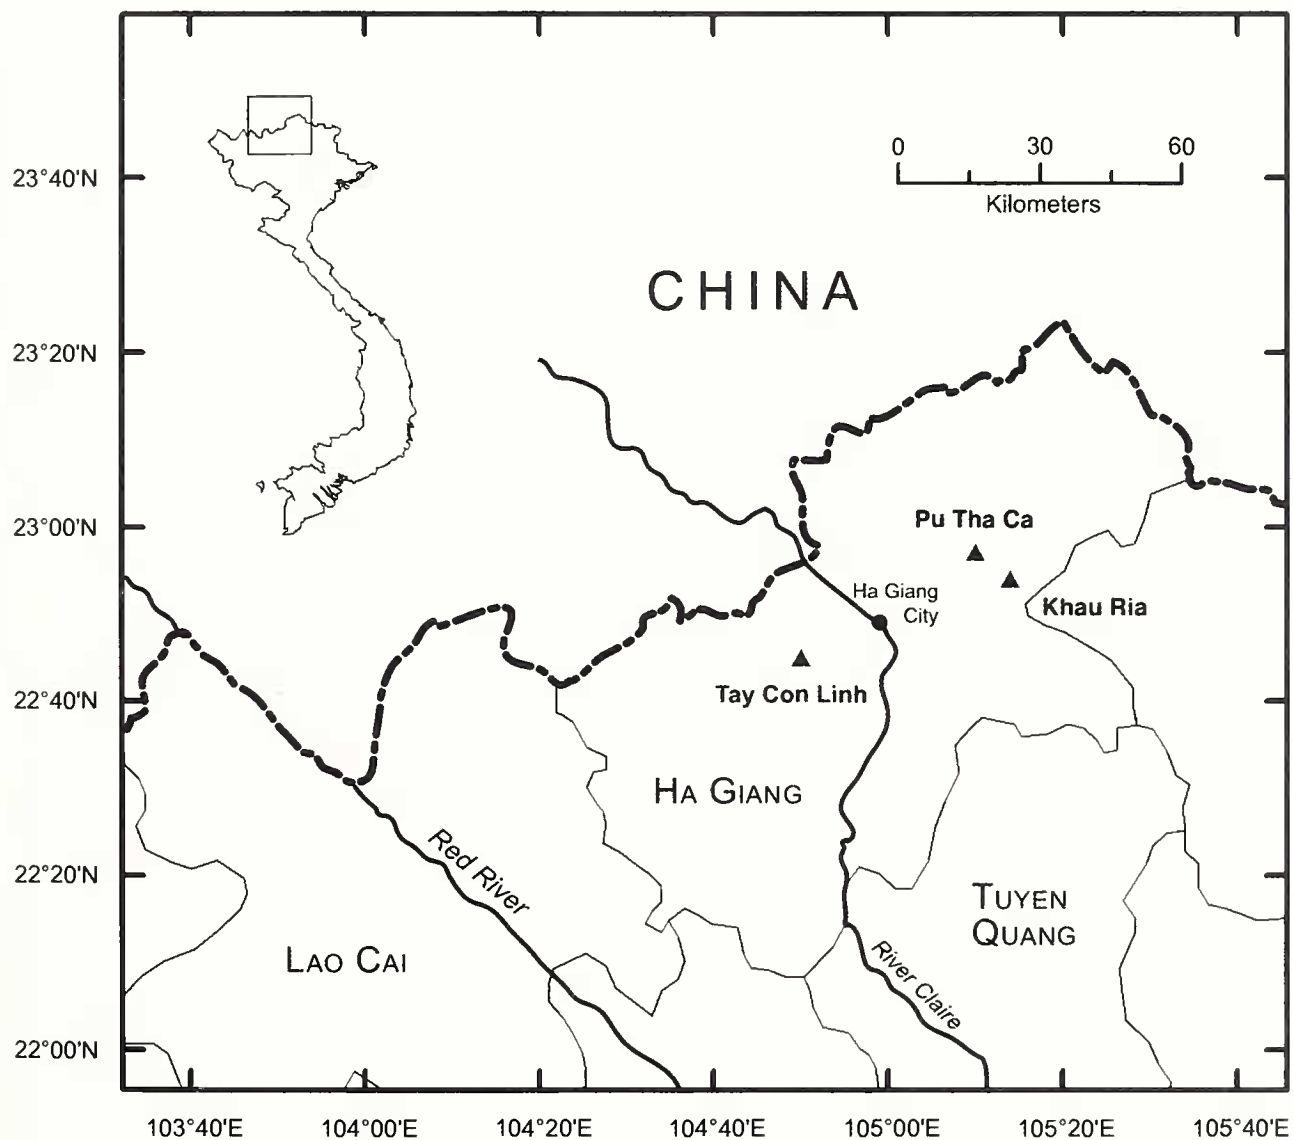 0 30 60
Kilometers
23°40'N
CHINA
23°20'N
23°00'N
Pu Tha Ca
Ha Giang
City
Khau Ria
Tay Con Linh
22°40'N
HA GIANG
Red River
22°20'N
TUYEN
QUANG
LAO CAI
River Claire
22°00'N
103°40'E 104°00'E 104°20'E 104°40'E 105°00'E 105°20'E 105°40'E